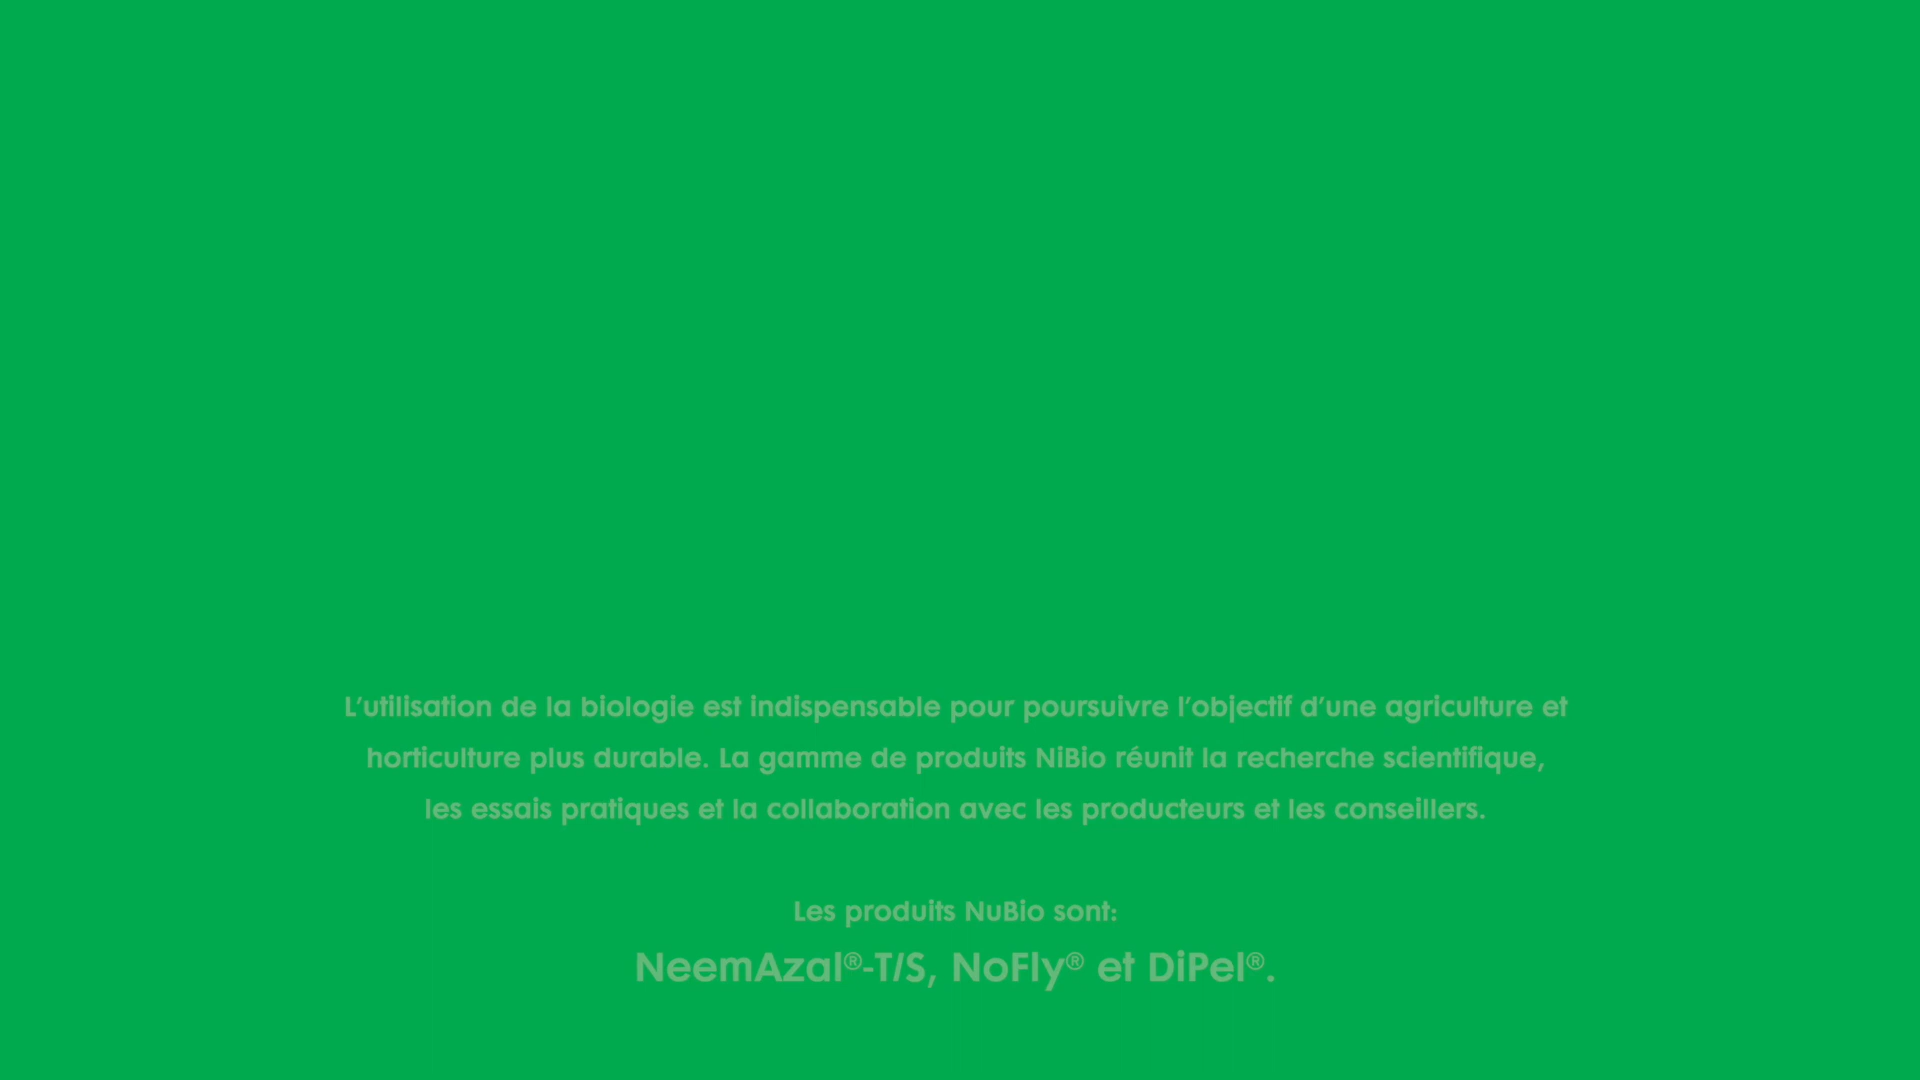 L’utilisation de la biologie est indispensable pour poursuivre l’objectif d’une agriculture et
horticulture plus durable. La gamme de produits NiBio réunit la recherche scientifique,
les essais pratiques et la collaboration avec les producteurs et les conseillers.
Les produits NuBio sont:
NeemAzal®-T/S, NoFly® et DiPel®.